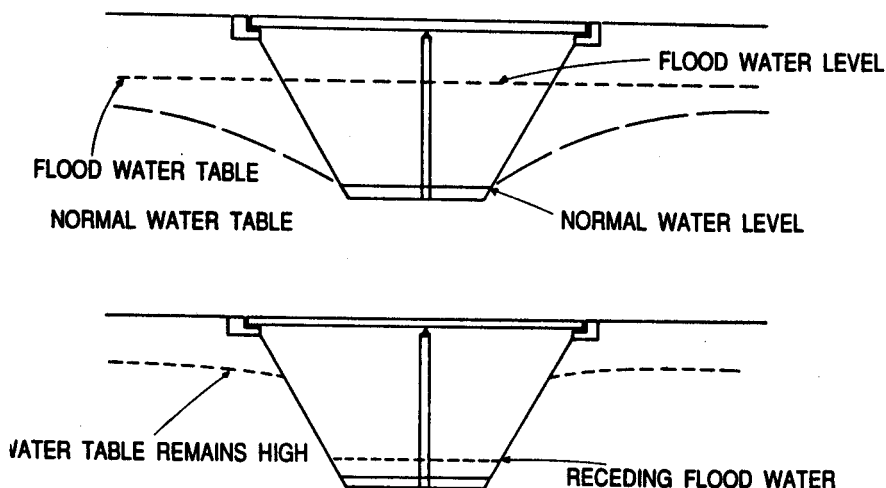 FLOOD WATER LEVEL
FLOOD WATER TABLE
NORMAL WATER TABLE
NORMAL WATER LEVEL
WATER TABLE REMAINS HIGH
RECEDING FLOOD WATER